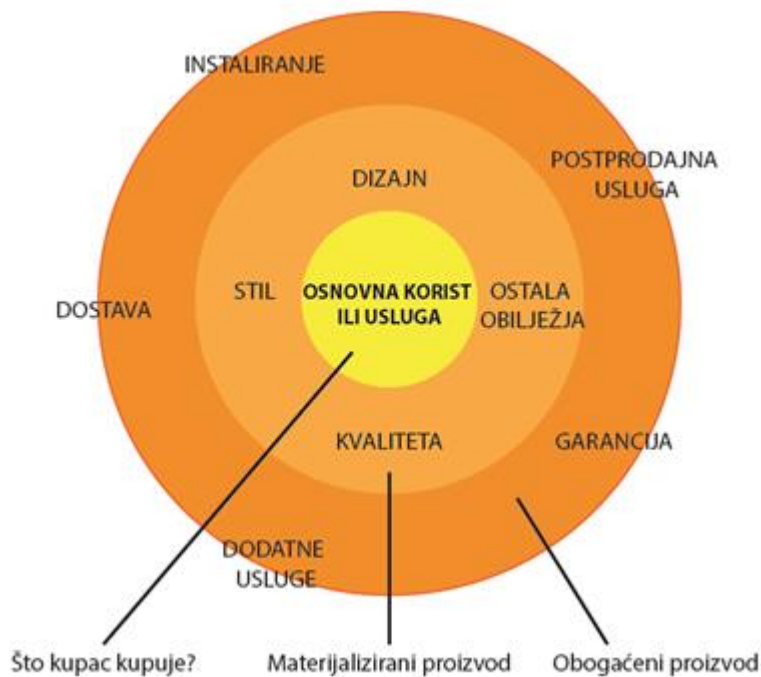 INSTALIRANJE
POSTPRODAJNA
USLUGA
DIZAJN
STIL
OSNOVNA KORIST
ILI USLUGA
OSTALA
OBILJEŽJA
DOSTAVA
KVALITETA
GARANCIJA
DODATNE
USLUGE
Što kupac kupuje?
Materijalizirani proizvod
Obogaćeni proizvod